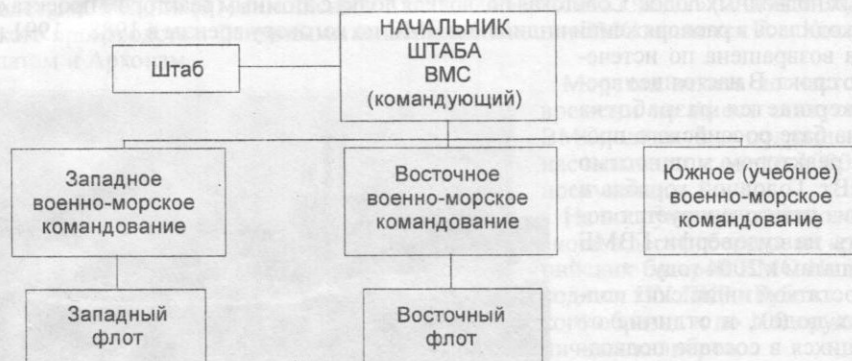 НАЧАЛЬНИК
ШТАБА
ВМС
(командующий)
Штаб
Западное
военно-морское
командование
Восточное
военно-морское
командование
Южное (учебное)
военно-морское
командование
Западный
флот
Восточный
флот